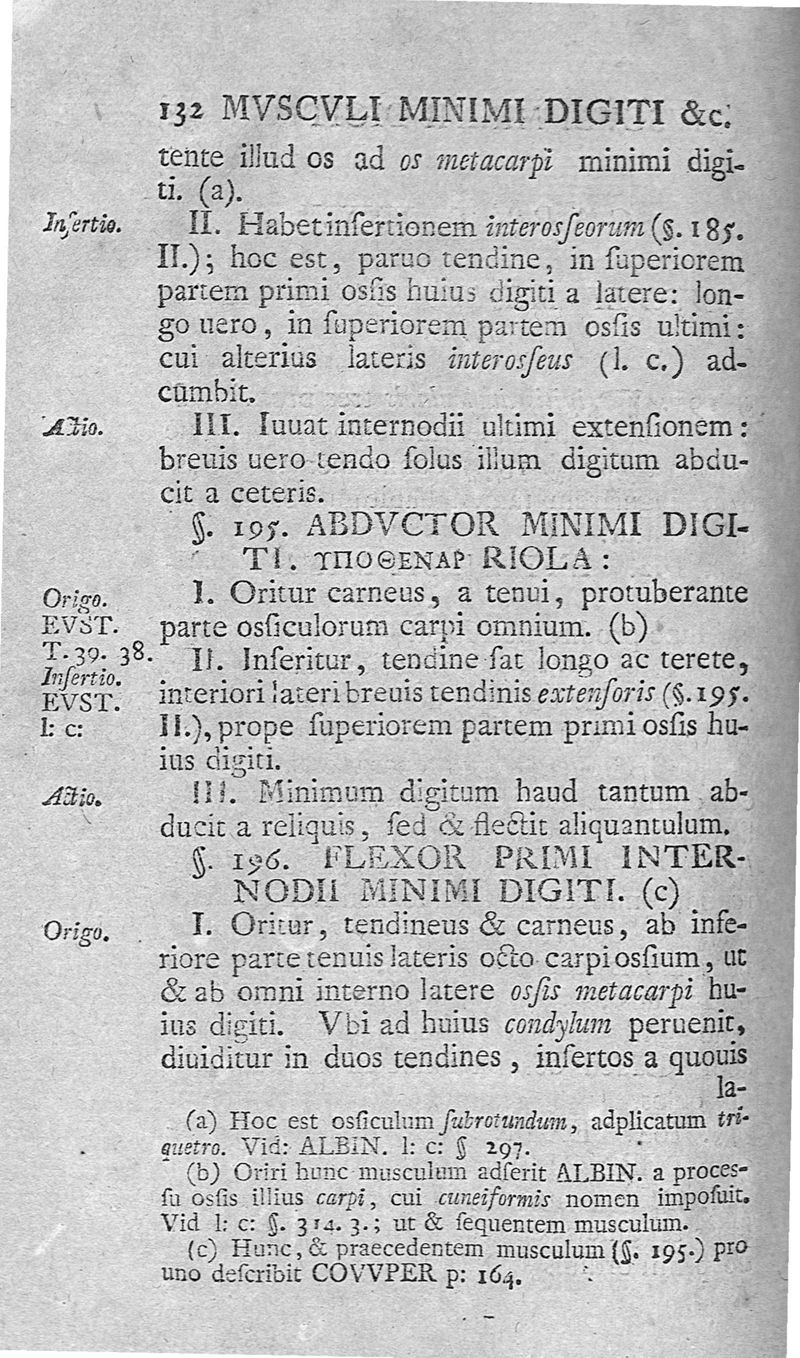 132 MVSCVLI MINIMI DIGITI &c.
tente illud os ad os metacarpi minimi digi-
ti. (a).
Inſertio.
II. Habet inſertionem interoſſeorum (§. 185.
II.); hoc est, paruo tendine, in ſuperiorem
partem primi osſis huius digiti a latere: lon-
go uero, in ſuperiorem partem osſis ultimi:
cui alterius lateris interosſeus (l. c.) ad-
cumbit.
Actio.
III. Iuuat internodii ultimi extenſionem:
breuis uero tendo ſolus illum digitum abdu-
cit a ceteris.
§. 195. ABDVCTOR MINIMI DIGI-
TI. ΥΠΟΘΕΝΑΡ RIOLA:
Origo.
EVST.
T. 39. 38.
I. Oritur carneus, a tenui, protuberante
parte osſiculorum carpi omnium. (b)
Inſertio.
EVST.
l: c:
II. Inſeritur, tendine ſat longo ac terete,
interiori lateri breuis tendinis extenſoris (§. 195.
II.), prope ſuperiorem partem primi osſis hu-
ius digiti.
Actio.
III. Minimum digitum haud tantum ab-
ducit a reliquis, ſed & flectit aliquantulum.
§. 196. FLEXOR PRIMI INTER-
NODII MINIMI DIGITI. (c)
Origo.
I. Oritur, tendineus & carneus, ab infe-
riore parte tenuis lateris octo carpi osſium, ut
& ab omni interno latere osſis metacarpi hu-
ius digiti. Vbi ad huius condylum peruenit,
diuiditur in duos tendines, inſertos a quouis
la-
(a) Hoc est osſiculum ſubrotundum, adplicatum tri-
quetro. Vid: ALBIN. l: c: § 297.
(b) Oriri hunc muſculum adſerit ALBIN. a proces-
ſu osſis illius carpi, cui cuneiformis nomen impoſuit.
Vid l: c: §. 314. 3.; ut & ſequentem muſculum.
(c) Hunc, & praecedentem muſculum (§. 195.) pro
uno deſcribit COVVPER p: 164.